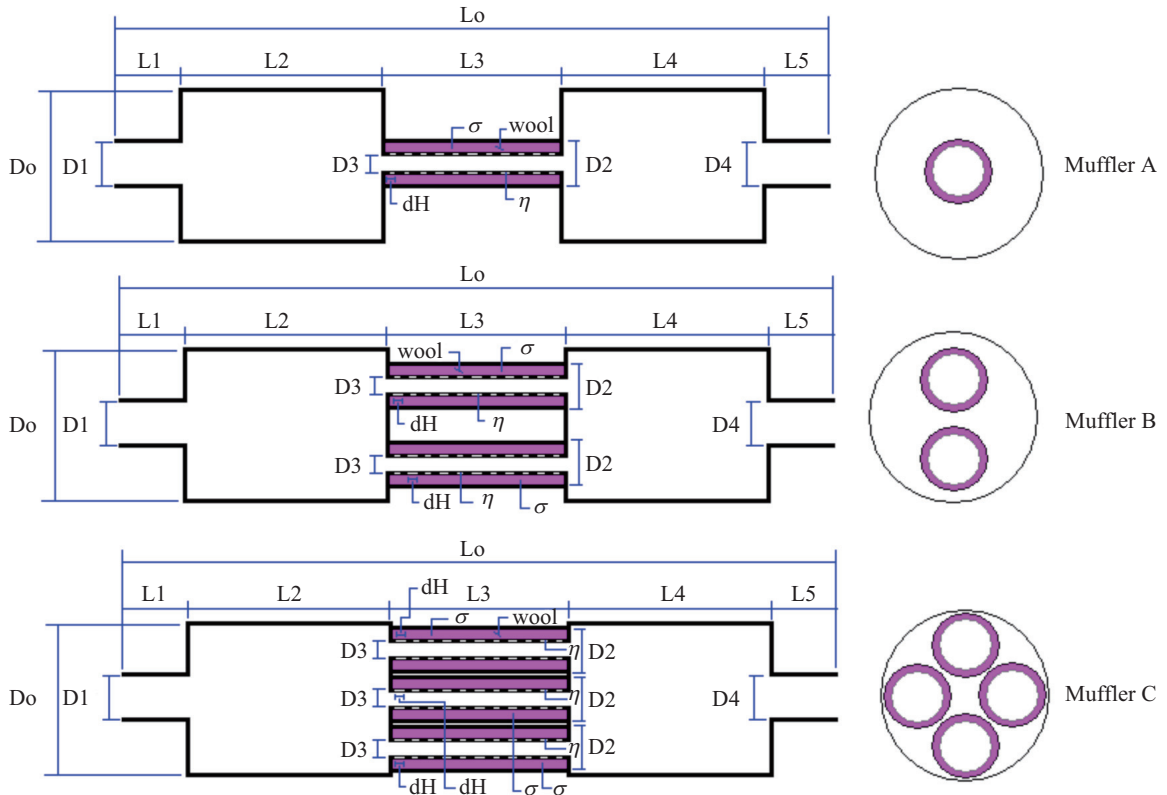 Lo
L1 L2 L3 L4 L5
σ wool
Do D1 D3 D2 D4 Muffler A
dH η
Lo
L1 L2 L3 L4 L5
wool σ
D3 D2
Do D1 dH η D4 Muffler B
D3 D2
dH η σ
Lo
dH
L1 L2 L3 L4 L5
σ wool
D3 η D2
Do D1 D3 η D2 D4 Muffler C
D3 η D2
dH dH σ σ